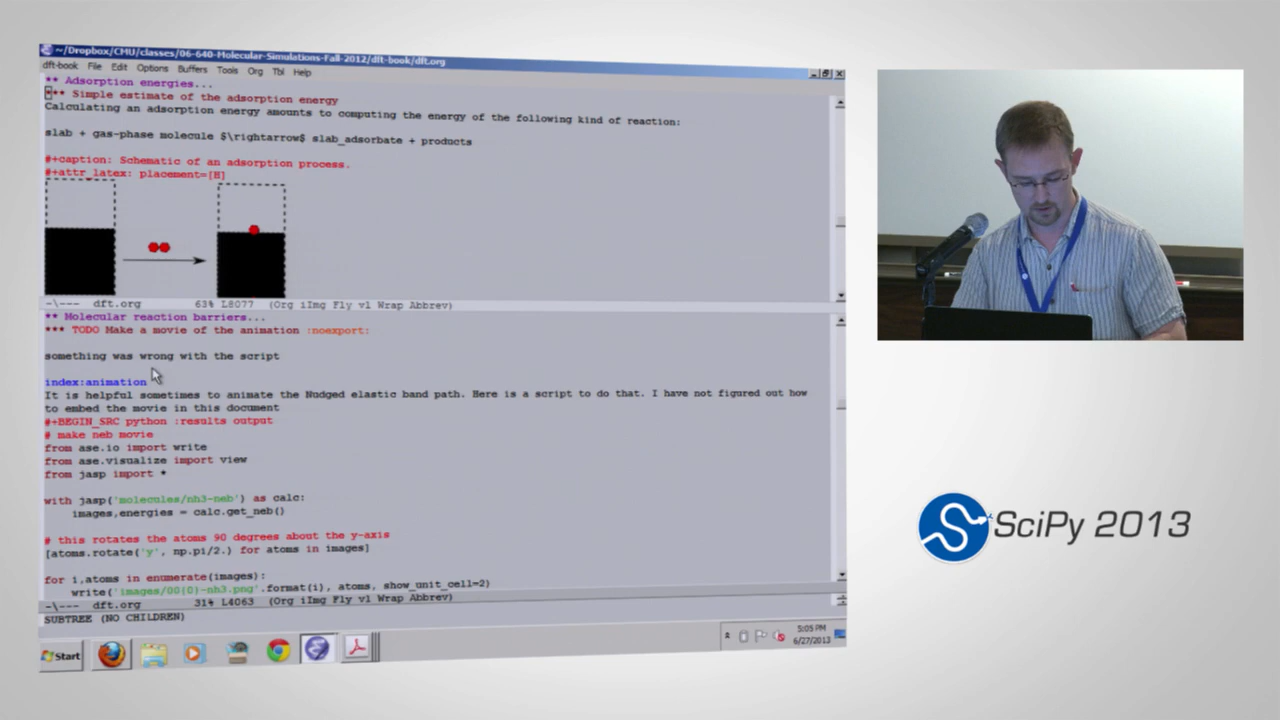 ~/Dropbox/CMU/classes/06-640-Molecular-Simulations-Fall-2012/dft-book/dft.org
dft-book File Edit Options Buffers Tools Org Tbl Help
** Adsorption energies...
*** Simple estimate of the adsorption energy
Calculating an adsorption energy amounts to computing the energy of the following kind of reaction:
slab + gas-phase molecule $\rightarrow$ slab_adsorbate + products
#+caption: Schematic of an adsorption process.
#+attr_latex: placement=[H]
-\--- dft.org 63% L8077 (Org iImg Fly vl Wrap Abbrev)
** Molecular reaction barriers...
*** TODO Make a movie of the animation :noexport:
something was wrong with the script
index:animation
It is helpful sometimes to animate the Nudged elastic band path. Here is a script to do that. I have not figured out how
to embed the movie in this document
#+BEGIN_SRC python :results output
# make neb movie
from ase.io import write
from ase.visualize import view
from jasp import *
with jasp('molecules/nh3-neb') as calc:
images,energies = calc.get_neb()
# this rotates the atoms 90 degrees about the y-axis
[atoms.rotate('y', np.pi/2.) for atoms in images]
for i,atoms in enumerate(images):
write('images/00{0}-nh3.png'.format(i), atoms, show_unit_cell=2)
-\--- dft.org 31% L4063 (Org iImg Fly vl Wrap Abbrev)
SUBTREE (NO CHILDREN)
Start
5:05 PM
6/27/2013
SciPy 2013